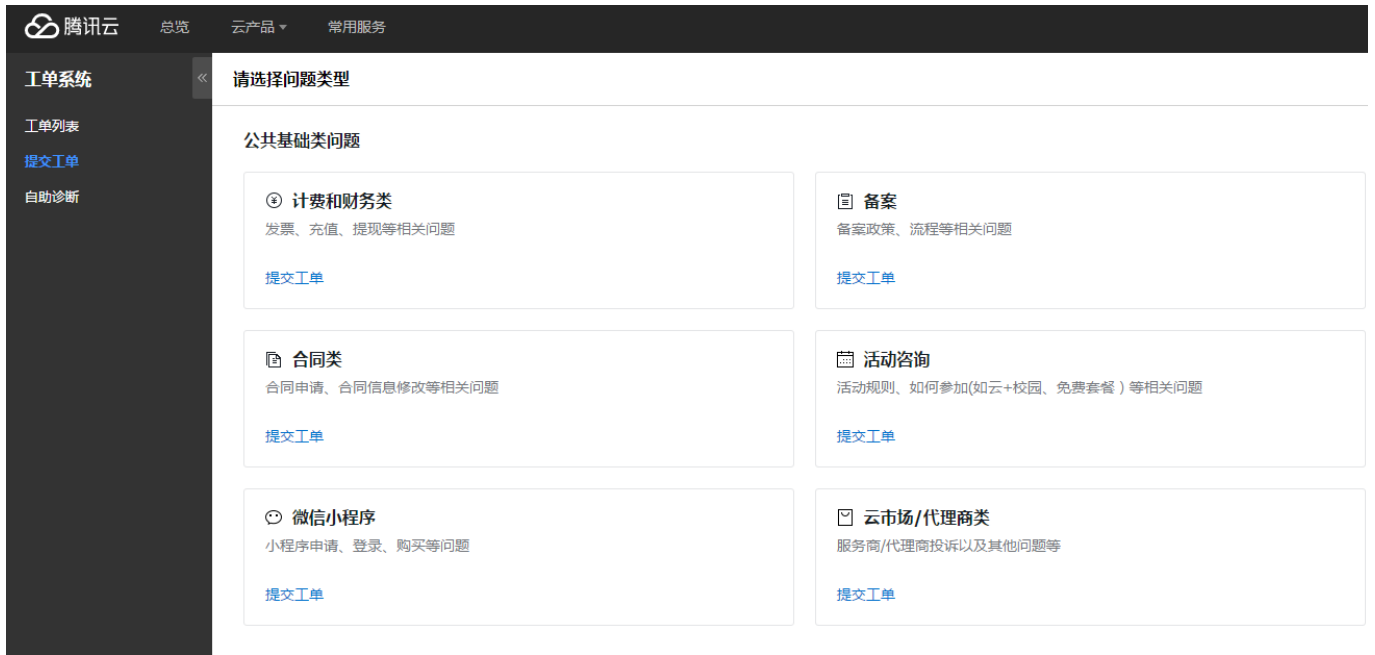 腾讯云 总览 云产品 常用服务
工单系统
工单列表
提交工单
自助诊断
请选择问题类型
公共基础类问题
计费和财务类
发票、充值、提现等相关问题
提交工单
备案
备案政策、流程等相关问题
提交工单
合同类
合同申请、合同信息修改等相关问题
提交工单
活动咨询
活动规则、如何参加(如云+校园、免费套餐 ) 等相关问题
提交工单
微信小程序
小程序申请、登录、购买等问题
提交工单
云市场/代理商类
服务商/代理商投诉以及其他问题等
提交工单